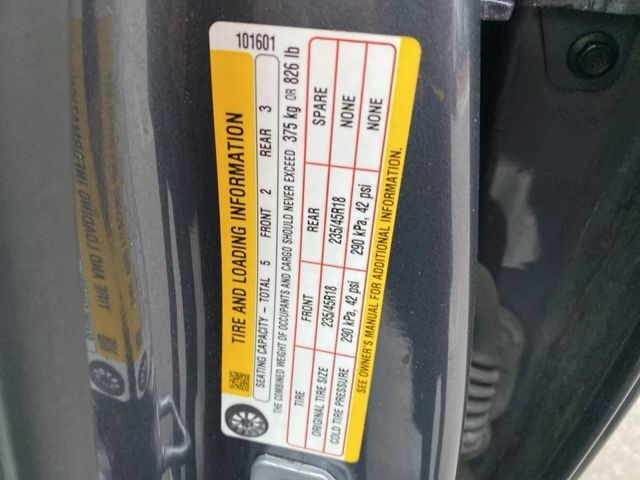 101601
TIRE AND LOADING INFORMATION
SEATING CAPACITY – TOTAL 5 FRONT 2 REAR 3
THE COMBINED WEIGHT OF OCCUPANTS AND CARGO SHOULD NEVER EXCEED 375 kg OR 826 lb
TIRE FRONT REAR SPARE
ORIGINAL TIRE SIZE 235/45R18 235/45R18 NONE
COLD TIRE PRESSURE 290 kPa, 42 psi 290 kPa, 42 psi NONE
SEE OWNER'S MANUAL FOR ADDITIONAL INFORMATION.